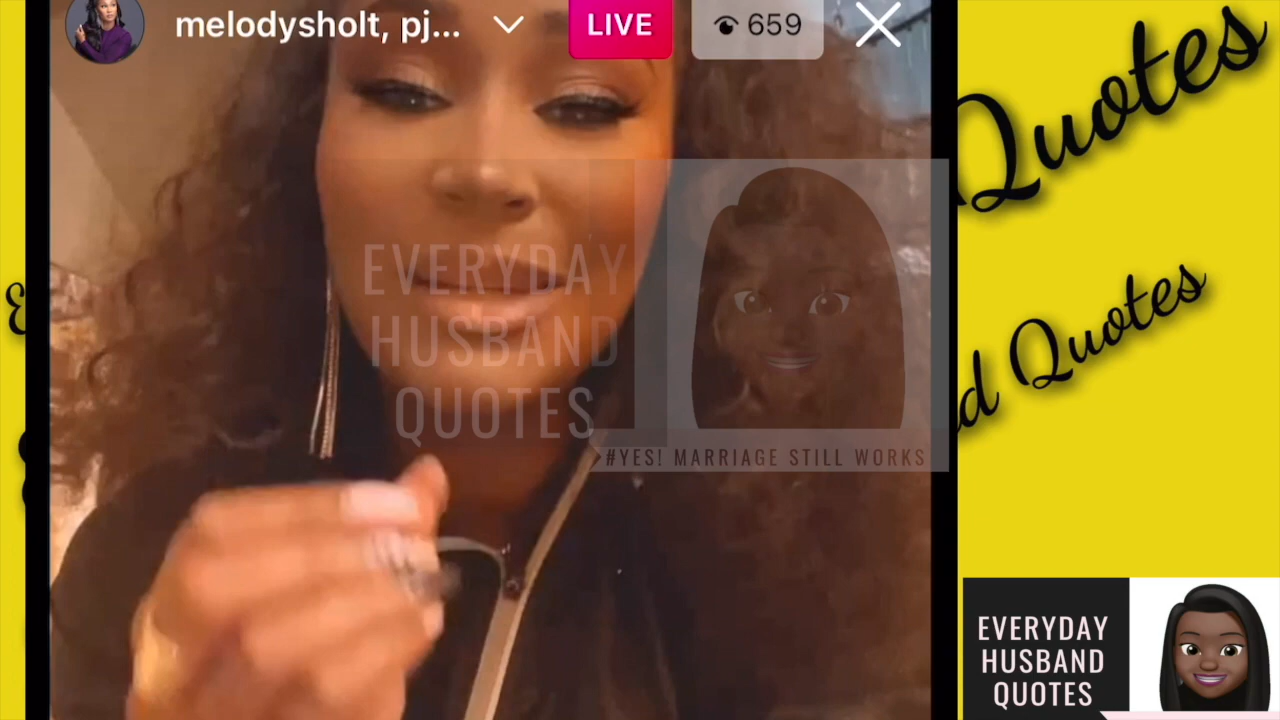 melodysholt, pj...
LIVE
659
Quotes
EVERYDAY
HUSBAND
QUOTES
#YES! MARRIAGE STILL WORKS
d Quotes
EVERYDAY
HUSBAND
QUOTES